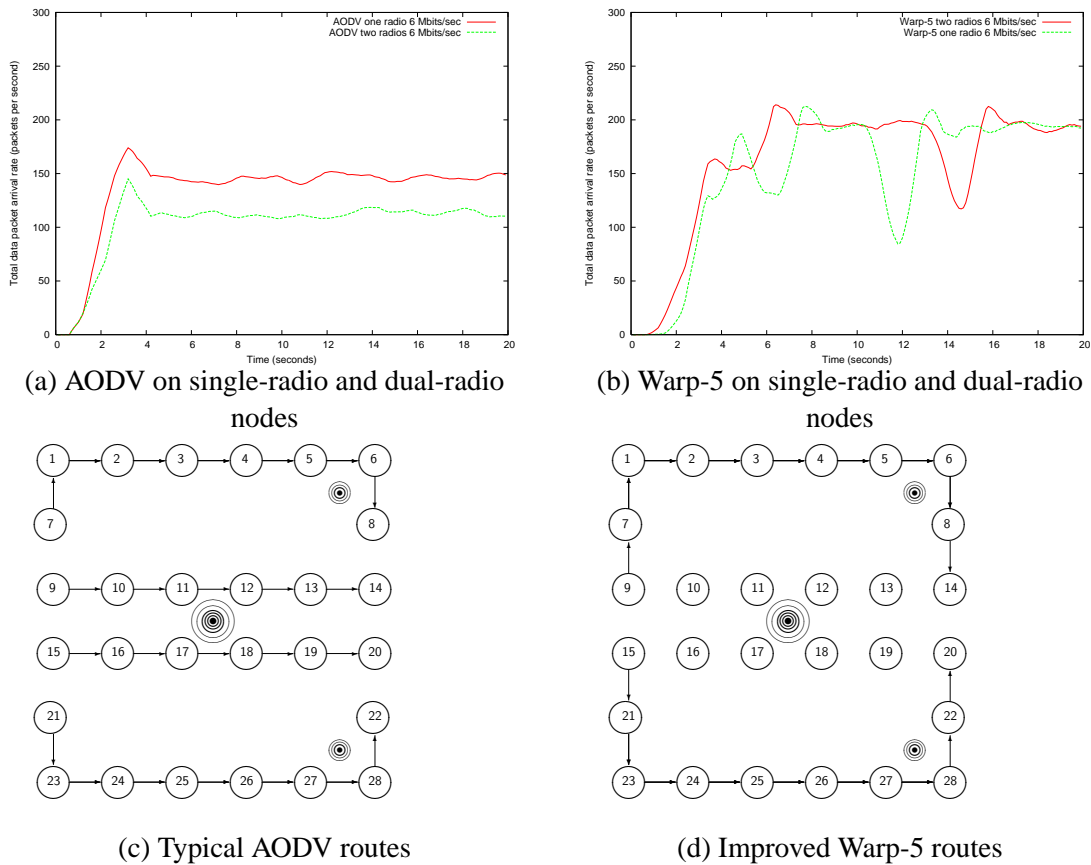 300
250
200
150
100
50
0
Total data packet arrival rate (packets per second)
AODV one radio 6 Mbits/sec
AODV two radios 6 Mbits/sec
0 2 4 6 8 10 12 14 16 18 20
Time (seconds)
(a) AODV on single-radio and dual-radio
nodes
300
250
200
150
100
50
0
Total data packet arrival rate (packets per second)
Warp-5 two radios 6 Mbits/sec
Warp-5 one radio 6 Mbits/sec
0 2 4 6 8 10 12 14 16 18 20
Time (seconds)
(b) Warp-5 on single-radio and dual-radio
nodes
1 2 3 4 5 6
7 8
9 10 11 12 13 14
15 16 17 18 19 20
21 22
23 24 25 26 27 28
(c) Typical AODV routes
1 2 3 4 5 6
7 8
9 10 11 12 13 14
15 16 17 18 19 20
21 22
23 24 25 26 27 28
(d) Improved Warp-5 routes